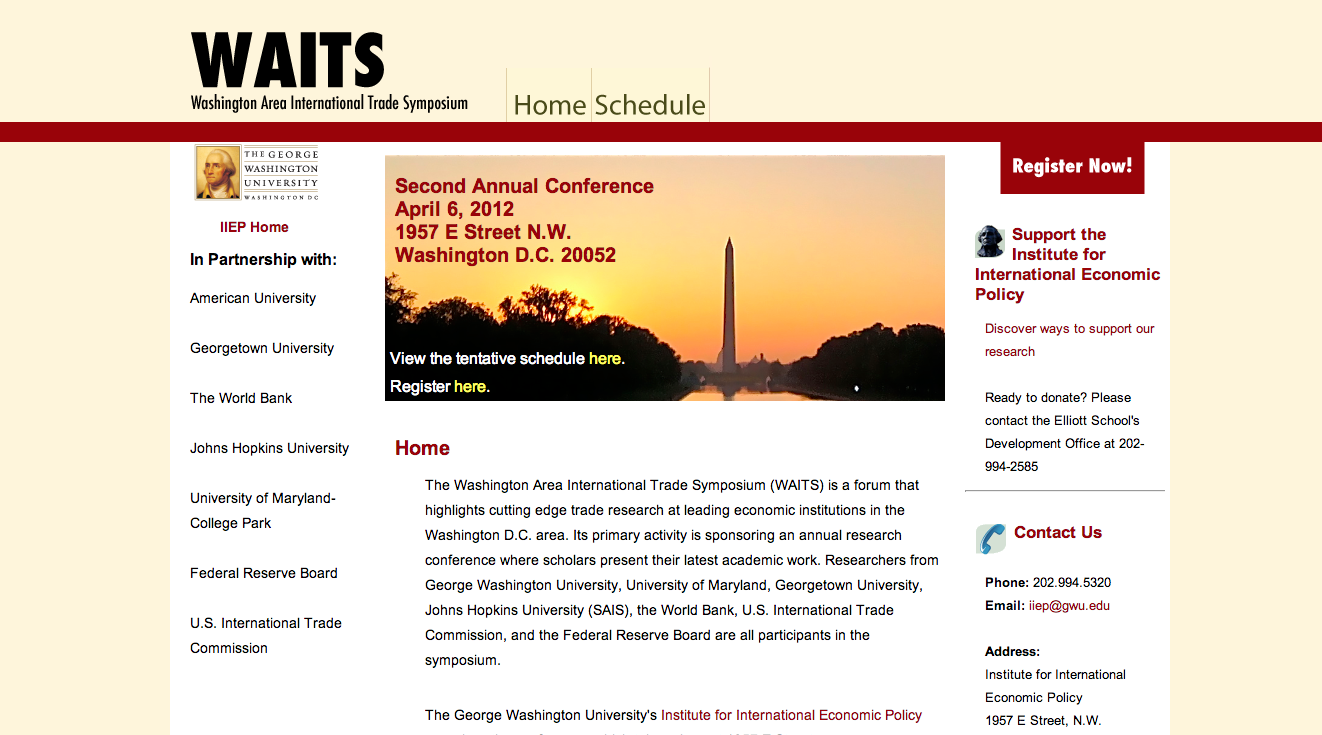 WAITS
Washington Area International Trade Symposium
Home
Schedule
THE GEORGE
WASHINGTON
UNIVERSITY
WASHINGTON DC
IIEP Home
In Partnership with:
American University
Georgetown University
The World Bank
Johns Hopkins University
University of Maryland-
College Park
Federal Reserve Board
U.S. International Trade
Commission
Second Annual Conference
April 6, 2012
1957 E Street N.W.
Washington D.C. 20052
View the tentative schedule here.
Register here.
Home
The Washington Area International Trade Symposium (WAITS) is a forum that
highlights cutting edge trade research at leading economic institutions in the
Washington D.C. area. Its primary activity is sponsoring an annual research
conference where scholars present their latest academic work. Researchers from
George Washington University, University of Maryland, Georgetown University,
Johns Hopkins University (SAIS), the World Bank, U.S. International Trade
Commission, and the Federal Reserve Board are all participants in the
symposium.
The George Washington University's Institute for International Economic Policy
Register Now!
Support the
Institute for
International Economic
Policy
Discover ways to support our
research
Ready to donate? Please
contact the Elliott School's
Development Office at 202-
994-2585
Contact Us
Phone: 202.994.5320
Email: iiep@gwu.edu
Address:
Institute for International
Economic Policy
1957 E Street, N.W.